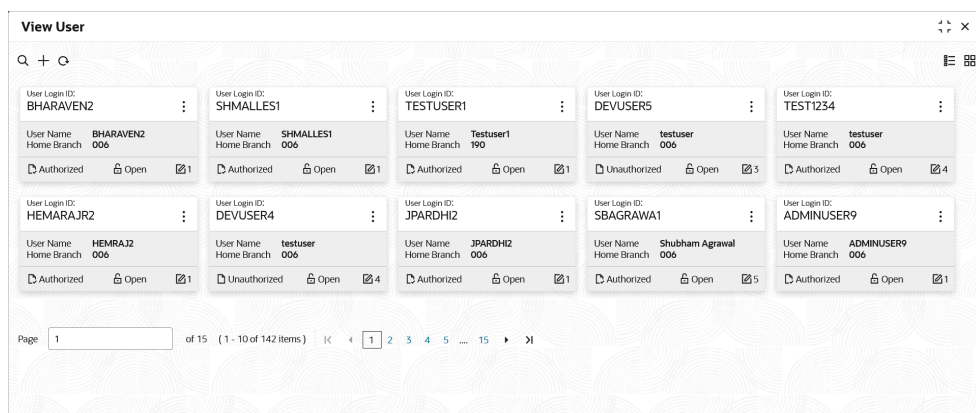 View User
User Login ID: User Login ID: User Login ID: User Login ID: User Login ID:
BHARAVEN2 SHMALLES1 TESTUSER1 DEVUSER5 TEST1234
User Name BHARAVEN2 User Name SHMALLES1 User Name Testuser1 User Name testuser User Name testuser
Home Branch 006 Home Branch 006 Home Branch 190 Home Branch 006 Home Branch 006
Authorized Open 1 Authorized Open 1 Authorized Open 1 Unauthorized Open 3 Authorized Open 4
User Login ID: User Login ID: User Login ID: User Login ID: User Login ID:
HEMARAJR2 DEVUSER4 JPARDHI2 SBAGRAWA1 ADMINUSER9
User Name HEMRAJ2 User Name testuser User Name JPARDHI2 User Name Shubham Agrawal User Name ADMINUSER9
Home Branch 006 Home Branch 006 Home Branch 006 Home Branch 006 Home Branch 006
Authorized Open 1 Unauthorized Open 4 Authorized Open 1 Authorized Open 5 Authorized Open 1
Page 1 of 15 ( 1 - 10 of 142 items ) 1 2 3 4 5 .... 15